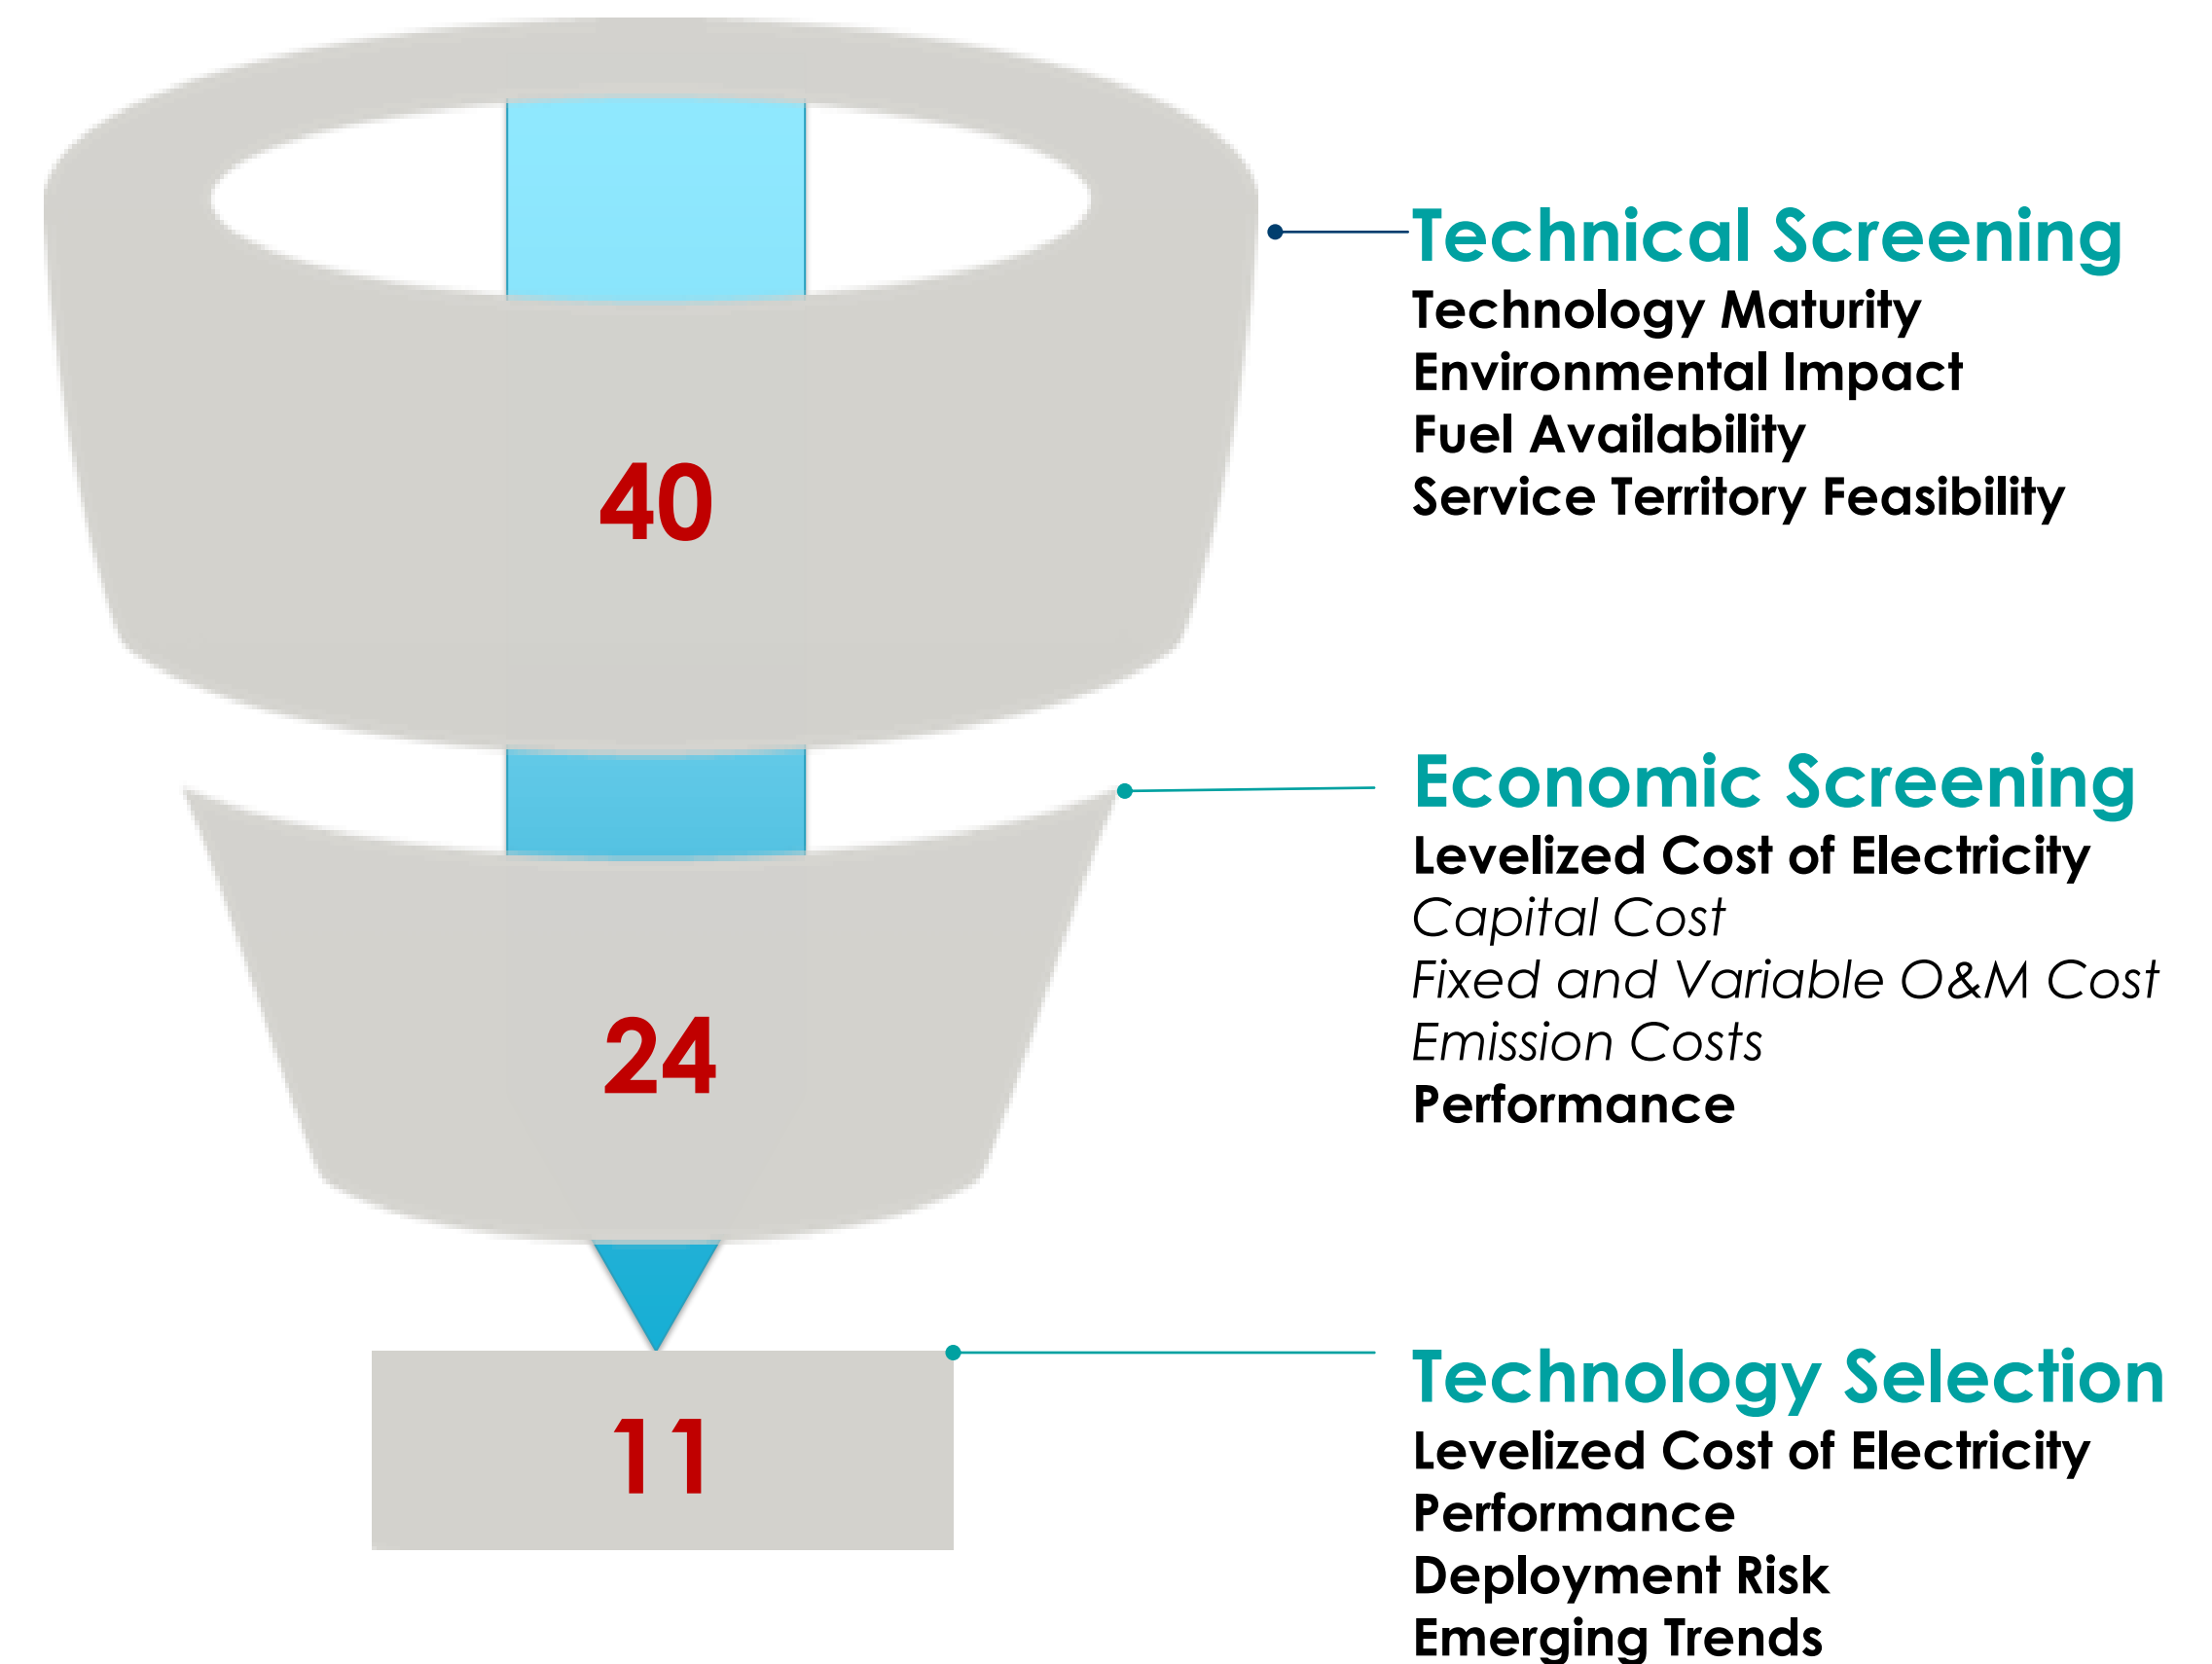 40
Technical Screening
Technology Maturity
Environmental Impact
Fuel Availability
Service Territory Feasibility
24
Economic Screening
Levelized Cost of Electricity
Capital Cost
Fixed and Variable O&M Cost
Emission Costs
Performance
11
Technology Selection
Levelized Cost of Electricity
Performance
Deployment Risk
Emerging Trends